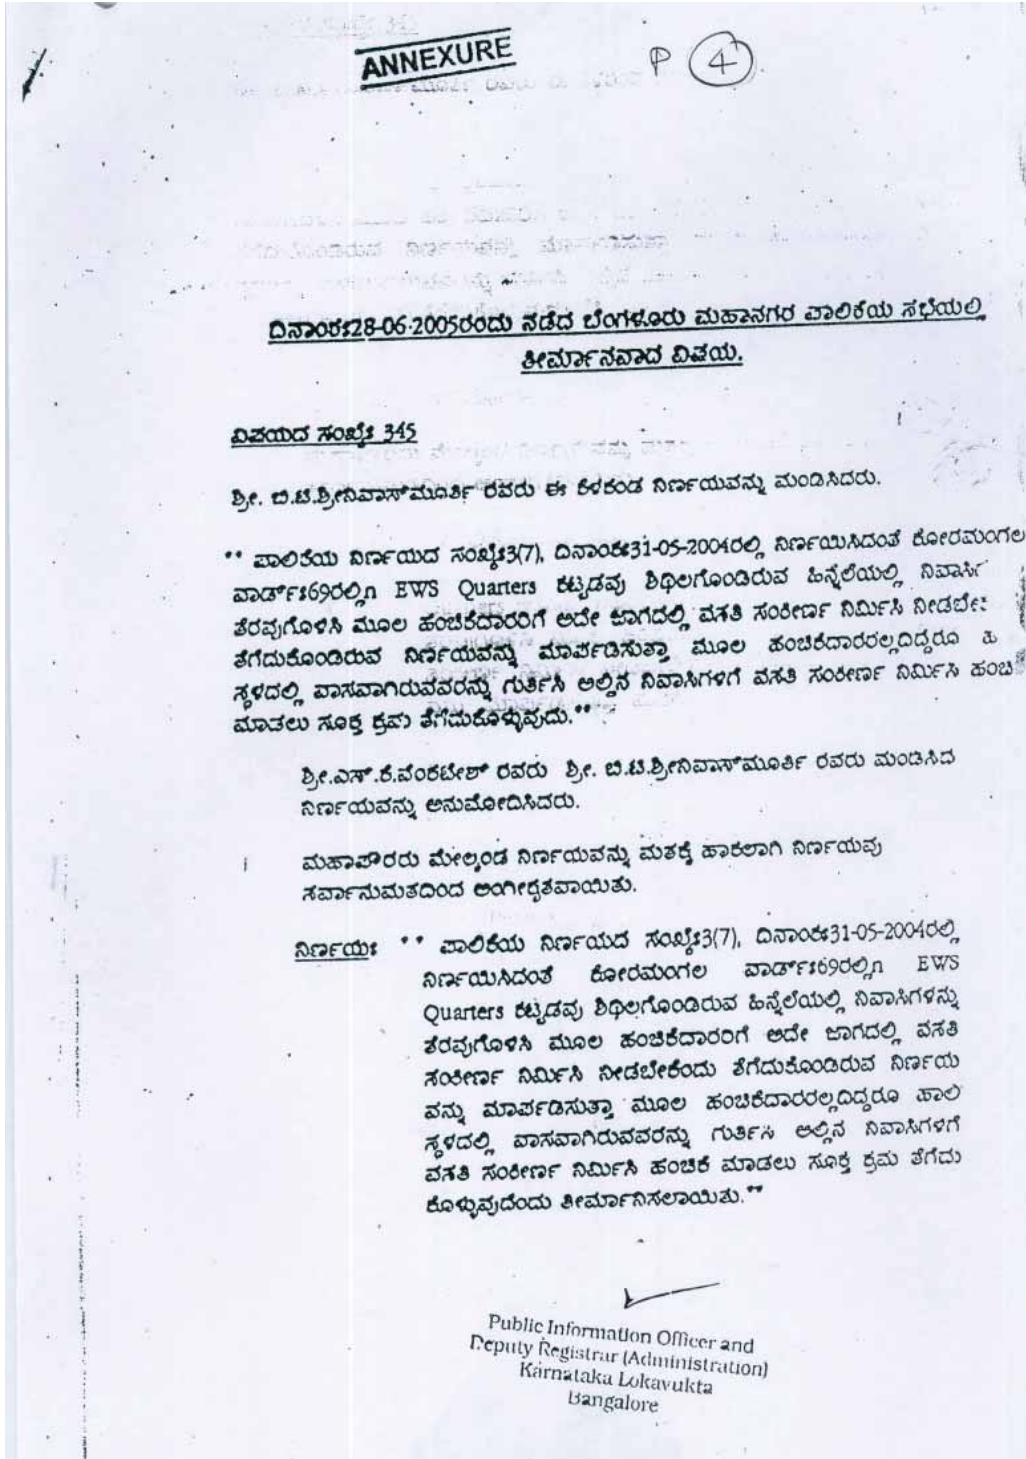 ANNEXURE
P 4
ದಿನಾಂಕಃ28-06-2005ರಂದು ನಡೆದ ಬೆಂಗಳೂರು ಮಹಾನಗರ ಪಾಲಿಕೆಯ ಸಭೆಯಲ್ಲಿ
ತೀರ್ಮಾನವಾದ ವಿಷಯ.
ವಿಷಯದ ಸಂಖ್ಯೆಃ 345
ಶ್ರೀ. ಬಿ.ಟಿ.ಶ್ರೀನಿವಾಸ್‌ಮೂರ್ತಿ ರವರು ಈ ಕೆಳಕಂಡ ನಿರ್ಣಯವನ್ನು ಮಂಡಿಸಿದರು.
'' ಪಾಲಿಕೆಯ ನಿರ್ಣಯದ ಸಂಖ್ಯೆಃ3(7), ದಿನಾಂಕಃ31-05-2004ರಲ್ಲಿ ನಿರ್ಣಯಿಸಿದಂತೆ ಕೋರಮಂಗಲ
ವಾರ್ಡ್‌ಃ69ರಲ್ಲಿನ EWS Quarters ಕಟ್ಟಡವು ಶಿಥಿಲಗೊಂಡಿರುವ ಹಿನ್ನೆಲೆಯಲ್ಲಿ ನಿವಾಸಿ
ತೆರವುಗೊಳಿಸಿ ಮೂಲ ಹಂಚಿಕೆದಾರರಿಗೆ ಅದೇ ಜಾಗದಲ್ಲಿ ವಸತಿ ಸಂಕೀರ್ಣ ನಿರ್ಮಿಸಿ ನೀಡಬೇ
ತೆಗೆದುಕೊಂಡಿರುವ ನಿರ್ಣಯವನ್ನು ಮಾರ್ಪಡಿಸುತ್ತಾ ಮೂಲ ಹಂಚಿಕೆದಾರರಲ್ಲದಿದ್ದರೂ ಹ
ಸ್ಥಳದಲ್ಲಿ ವಾಸವಾಗಿರುವವರನ್ನು ಗುರ್ತಿಸಿ ಅಲ್ಲಿನ ನಿವಾಸಿಗಳಿಗೆ ವಸತಿ ಸಂಕೀರ್ಣ ನಿರ್ಮಿಸಿ ಹಂಚಿ
ಮಾಡಲು ಸೂಕ್ತ ಕ್ರಮ ತೆಗೆದುಕೊಳ್ಳುವುದು.''
ಶ್ರೀ.ಎಸ್.ಕೆ.ವೆಂಕಟೇಶ್ ರವರು ಶ್ರೀ. ಬಿ.ಟಿ.ಶ್ರೀನಿವಾಸ್‌ಮೂರ್ತಿ ರವರು ಮಂಡಿಸಿದ
ನಿರ್ಣಯವನ್ನು ಅನುಮೋದಿಸಿದರು.
ಮಹಾಪೌರರು ಮೇಲ್ಕಂಡ ನಿರ್ಣಯವನ್ನು ಮತಕ್ಕೆ ಹಾಕಲಾಗಿ ನಿರ್ಣಯವು
ಸರ್ವಾನುಮತದಿಂದ ಅಂಗೀಕೃತವಾಯಿತು.
ನಿರ್ಣಯಃ '' ಪಾಲಿಕೆಯ ನಿರ್ಣಯದ ಸಂಖ್ಯೆಃ3(7), ದಿನಾಂಕಃ31-05-2004ರಲ್ಲಿ
ನಿರ್ಣಯಿಸಿದಂತೆ ಕೋರಮಂಗಲ ವಾರ್ಡ್‌ಃ69ರಲ್ಲಿನ EWS
Quarters ಕಟ್ಟಡವು ಶಿಥಿಲಗೊಂಡಿರುವ ಹಿನ್ನೆಲೆಯಲ್ಲಿ ನಿವಾಸಿಗಳನ್ನು
ತೆರವುಗೊಳಿಸಿ ಮೂಲ ಹಂಚಿಕೆದಾರರಿಗೆ ಅದೇ ಜಾಗದಲ್ಲಿ ವಸತಿ
ಸಂಕೀರ್ಣ ನಿರ್ಮಿಸಿ ನೀಡಬೇಕೆಂದು ತೆಗೆದುಕೊಂಡಿರುವ ನಿರ್ಣಯ
ವನ್ನು ಮಾರ್ಪಡಿಸುತ್ತಾ ಮೂಲ ಹಂಚಿಕೆದಾರರಲ್ಲದಿದ್ದರೂ ಹಾಲಿ
ಸ್ಥಳದಲ್ಲಿ ವಾಸವಾಗಿರುವವರನ್ನು ಗುರ್ತಿಸಿ ಅಲ್ಲಿನ ನಿವಾಸಿಗಳಿಗೆ
ವಸತಿ ಸಂಕೀರ್ಣ ನಿರ್ಮಿಸಿ ಹಂಚಿಕೆ ಮಾಡಲು ಸೂಕ್ತ ಕ್ರಮ ತೆಗೆದು
ಕೊಳ್ಳುವುದೆಂದು ತೀರ್ಮಾನಿಸಲಾಯಿತು.''
Public Information Officer and
Deputy Registrar (Administration)
Karnataka Lokavukta
Bangalore